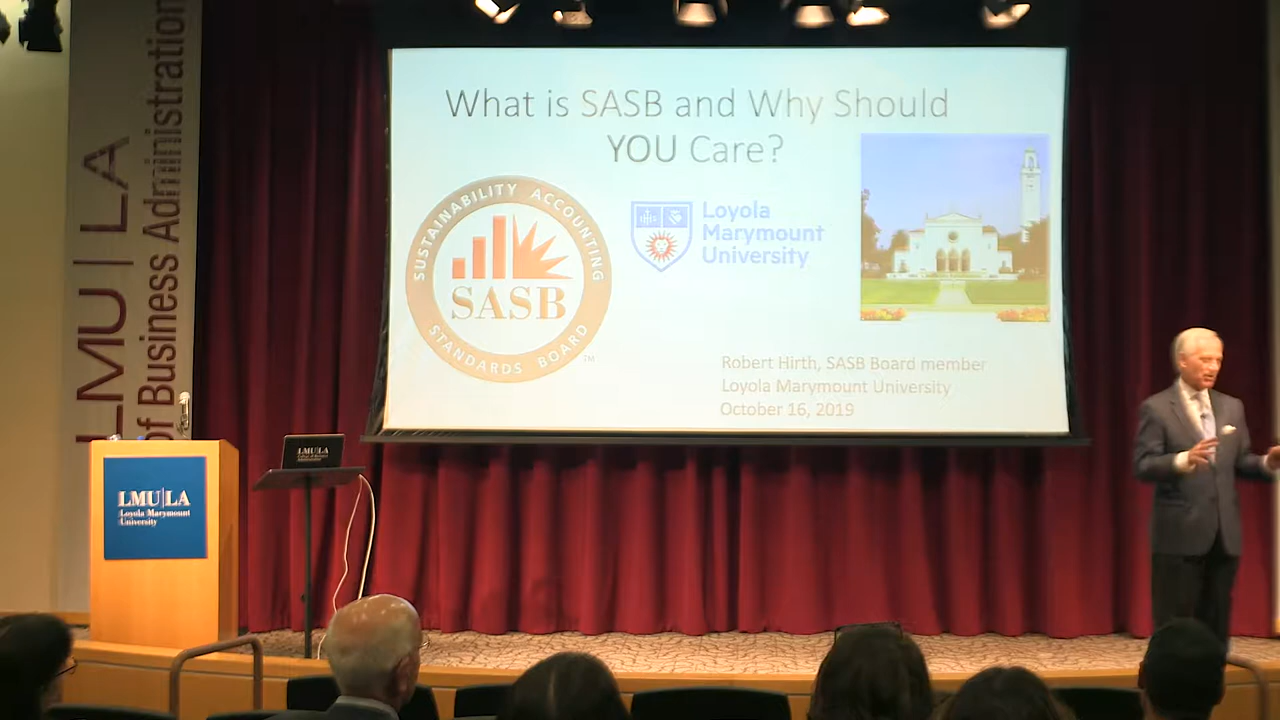 LMU | LA
of Business Administration
What is SASB and Why Should
YOU Care?
SUSTAINABILITY ACCOUNTING
SASB
STANDARDS BOARD
TM
Loyola
Marymount
University
Robert Hirth, SASB Board member
Loyola Marymount University
October 16, 2019
LMU|LA
Loyola Marymount
University
LMU|LA